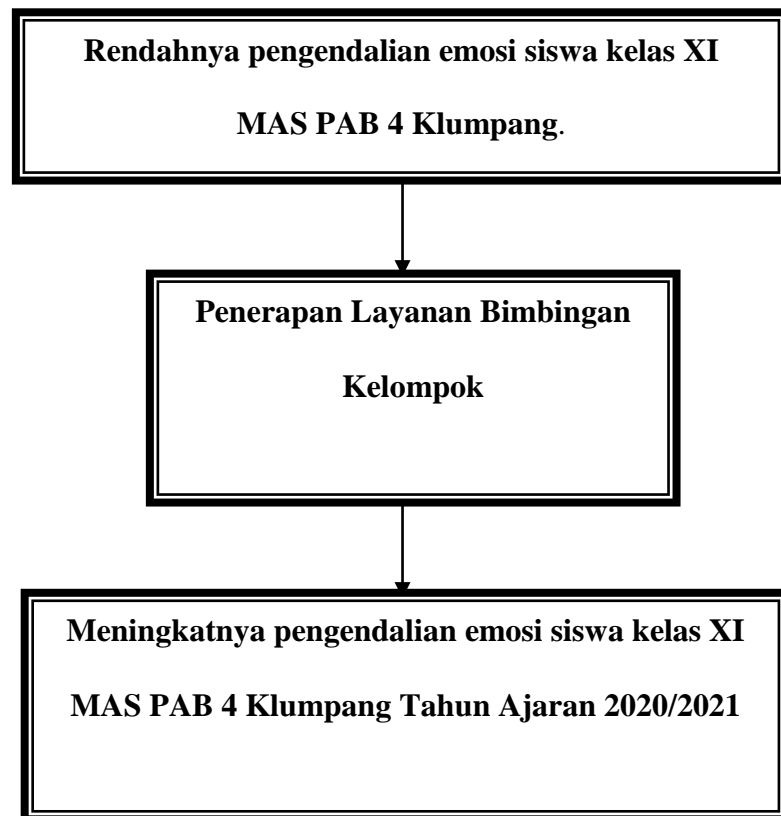 Rendahnya pengendalian emosi siswa kelas XI
MAS PAB 4 Klumpang.
Penerapan Layanan Bimbingan
Kelompok
Meningkatnya pengendalian emosi siswa kelas XI
MAS PAB 4 Klumpang Tahun Ajaran 2020/2021